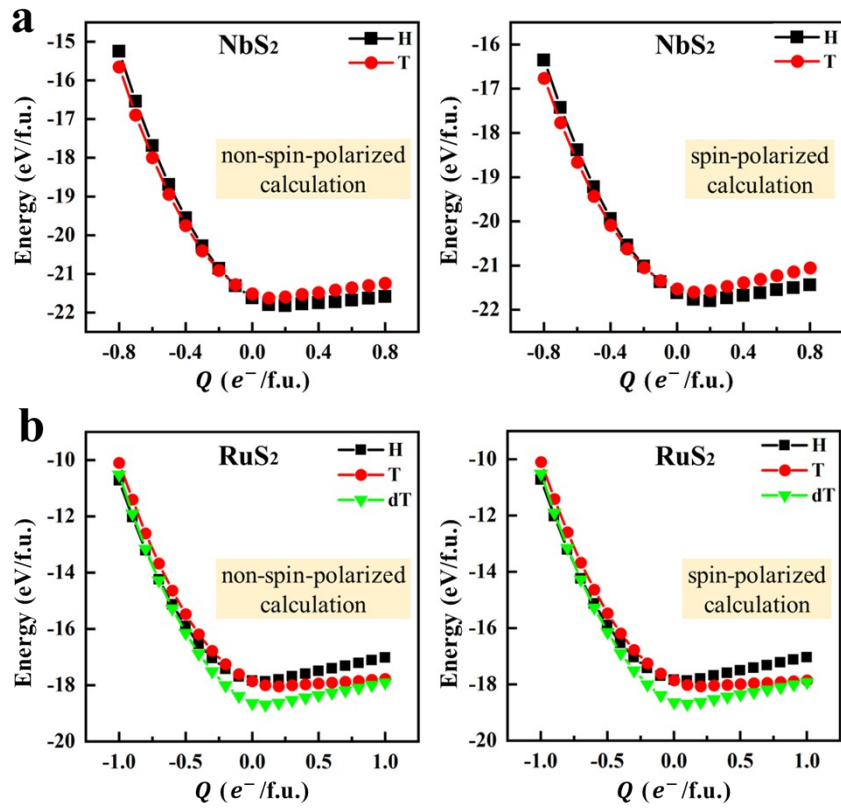 a
NbS₂
H
T
non-spin-polarized
calculation
Energy (eV/f.u.)
-15
-16
-17
-18
-19
-20
-21
-22
-0.8
-0.4
0.0
0.4
0.8
Q (e⁻/f.u.)
NbS₂
H
T
spin-polarized
calculation
Energy (eV/f.u.)
-16
-17
-18
-19
-20
-21
-22
-0.8
-0.4
0.0
0.4
0.8
Q (e⁻/f.u.)
b
RuS₂
H
T
dT
non-spin-polarized
calculation
Energy (eV/f.u.)
-10
-12
-14
-16
-18
-20
-1.0
-0.5
0.0
0.5
1.0
Q (e⁻/f.u.)
RuS₂
H
T
dT
spin-polarized
calculation
Energy (eV/f.u.)
-10
-12
-14
-16
-18
-20
-1.0
-0.5
0.0
0.5
1.0
Q (e⁻/f.u.)